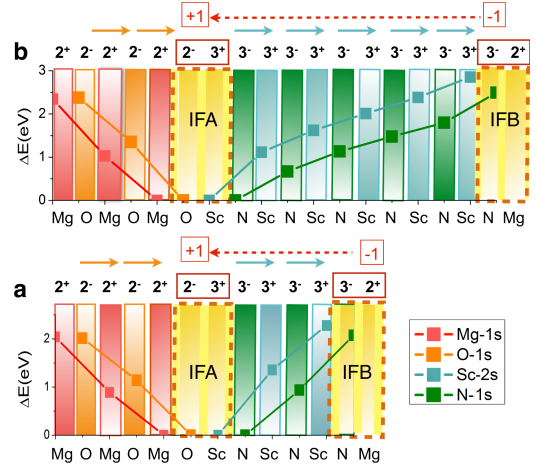 +1 -1
b 2⁺ 2⁻ 2⁺ 2⁻ 2⁺ 2⁻ 3⁺ 3⁻ 3⁺ 3⁻ 3⁺ 3⁻ 3⁺ 3⁻ 3⁺ 3⁻ 2⁺
3
2
1
0
ΔE(eV)
IFA
IFB
Mg O Mg O Mg O Sc N Sc N Sc N Sc N Sc N Mg
+1 -1
a 2⁺ 2⁻ 2⁺ 2⁻ 2⁺ 2⁻ 3⁺ 3⁻ 3⁺ 3⁻ 3⁺ 3⁻ 2⁺
2
1
0
ΔE(eV)
IFA
IFB
Mg O Mg O Mg O Sc N Sc N Sc N Mg
Mg-1s
O-1s
Sc-2s
N-1s